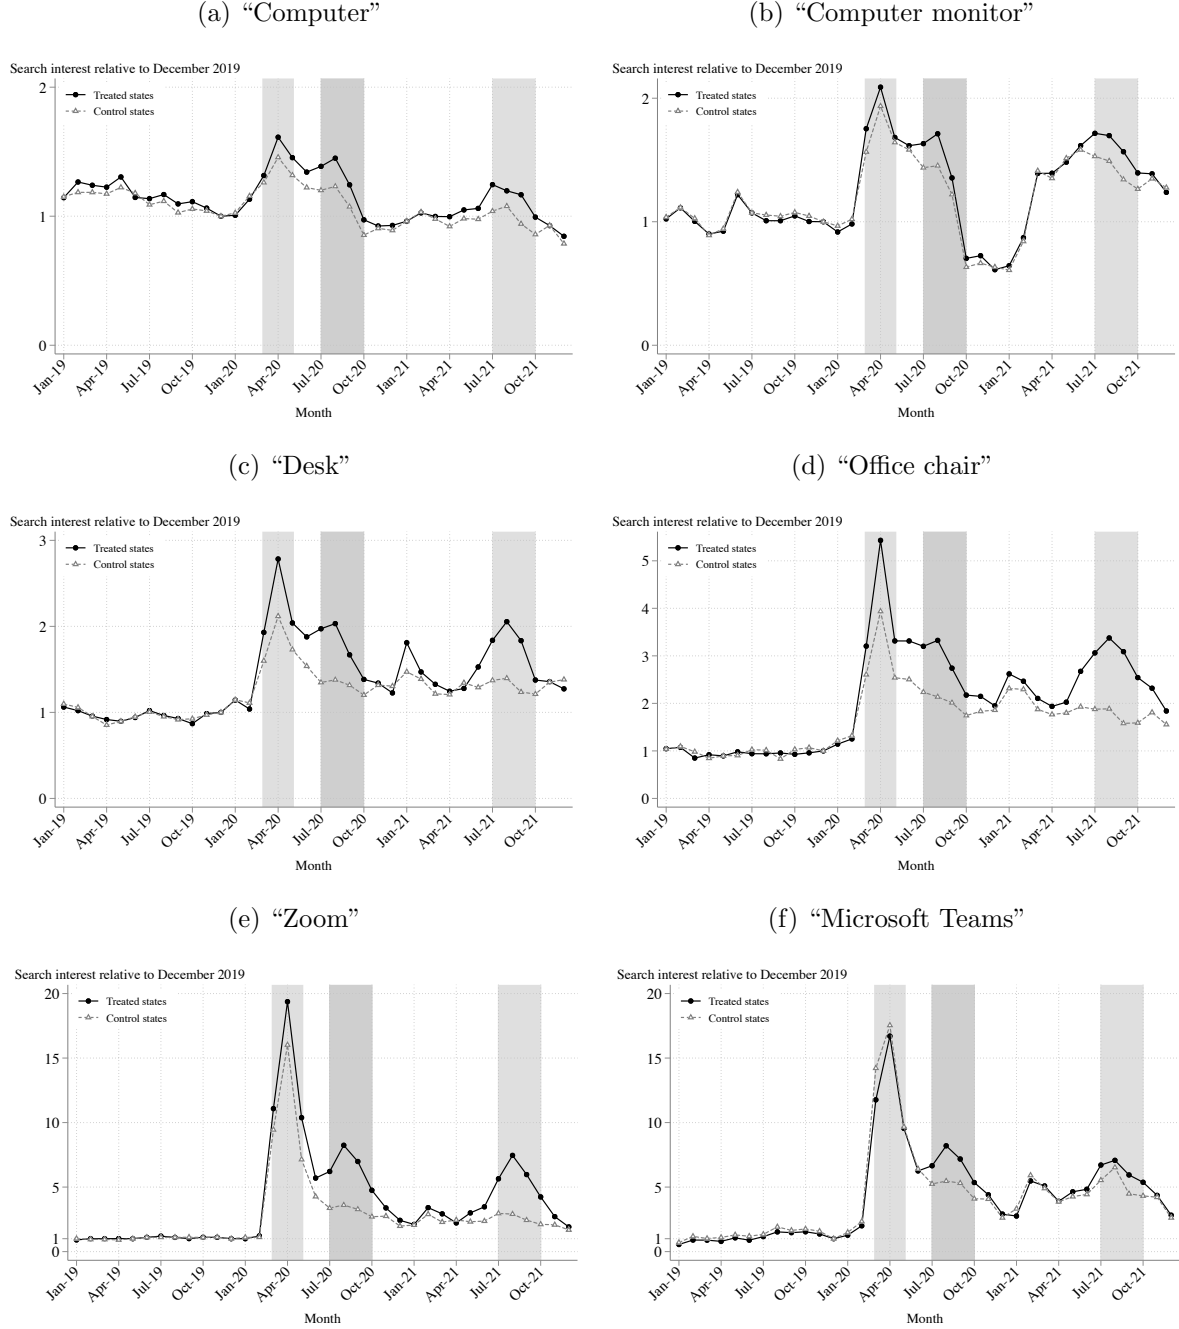 (a) “Computer”
Search interest relative to December 2019
Treated states
Control states
2
1
0
Jan-19 Apr-19 Jul-19 Oct-19 Jan-20 Apr-20 Jul-20 Oct-20 Jan-21 Apr-21 Jul-21 Oct-21
Month
(b) “Computer monitor”
Search interest relative to December 2019
Treated states
Control states
2
1
0
Jan-19 Apr-19 Jul-19 Oct-19 Jan-20 Apr-20 Jul-20 Oct-20 Jan-21 Apr-21 Jul-21 Oct-21
Month
(c) “Desk”
Search interest relative to December 2019
3
Treated states
Control states
2
1
0
Jan-19 Apr-19 Jul-19 Oct-19 Jan-20 Apr-20 Jul-20 Oct-20 Jan-21 Apr-21 Jul-21 Oct-21
Month
(d) “Office chair”
Search interest relative to December 2019
Treated states
Control states
5
4
3
2
1
0
Jan-19 Apr-19 Jul-19 Oct-19 Jan-20 Apr-20 Jul-20 Oct-20 Jan-21 Apr-21 Jul-21 Oct-21
Month
(e) “Zoom”
Search interest relative to December 2019
20
Treated states
Control states
15
10
5
1
0
Jan-19 Apr-19 Jul-19 Oct-19 Jan-20 Apr-20 Jul-20 Oct-20 Jan-21 Apr-21 Jul-21 Oct-21
Month
(f) “Microsoft Teams”
Search interest relative to December 2019
20
Treated states
Control states
15
10
5
1
0
Jan-19 Apr-19 Jul-19 Oct-19 Jan-20 Apr-20 Jul-20 Oct-20 Jan-21 Apr-21 Jul-21 Oct-21
Month